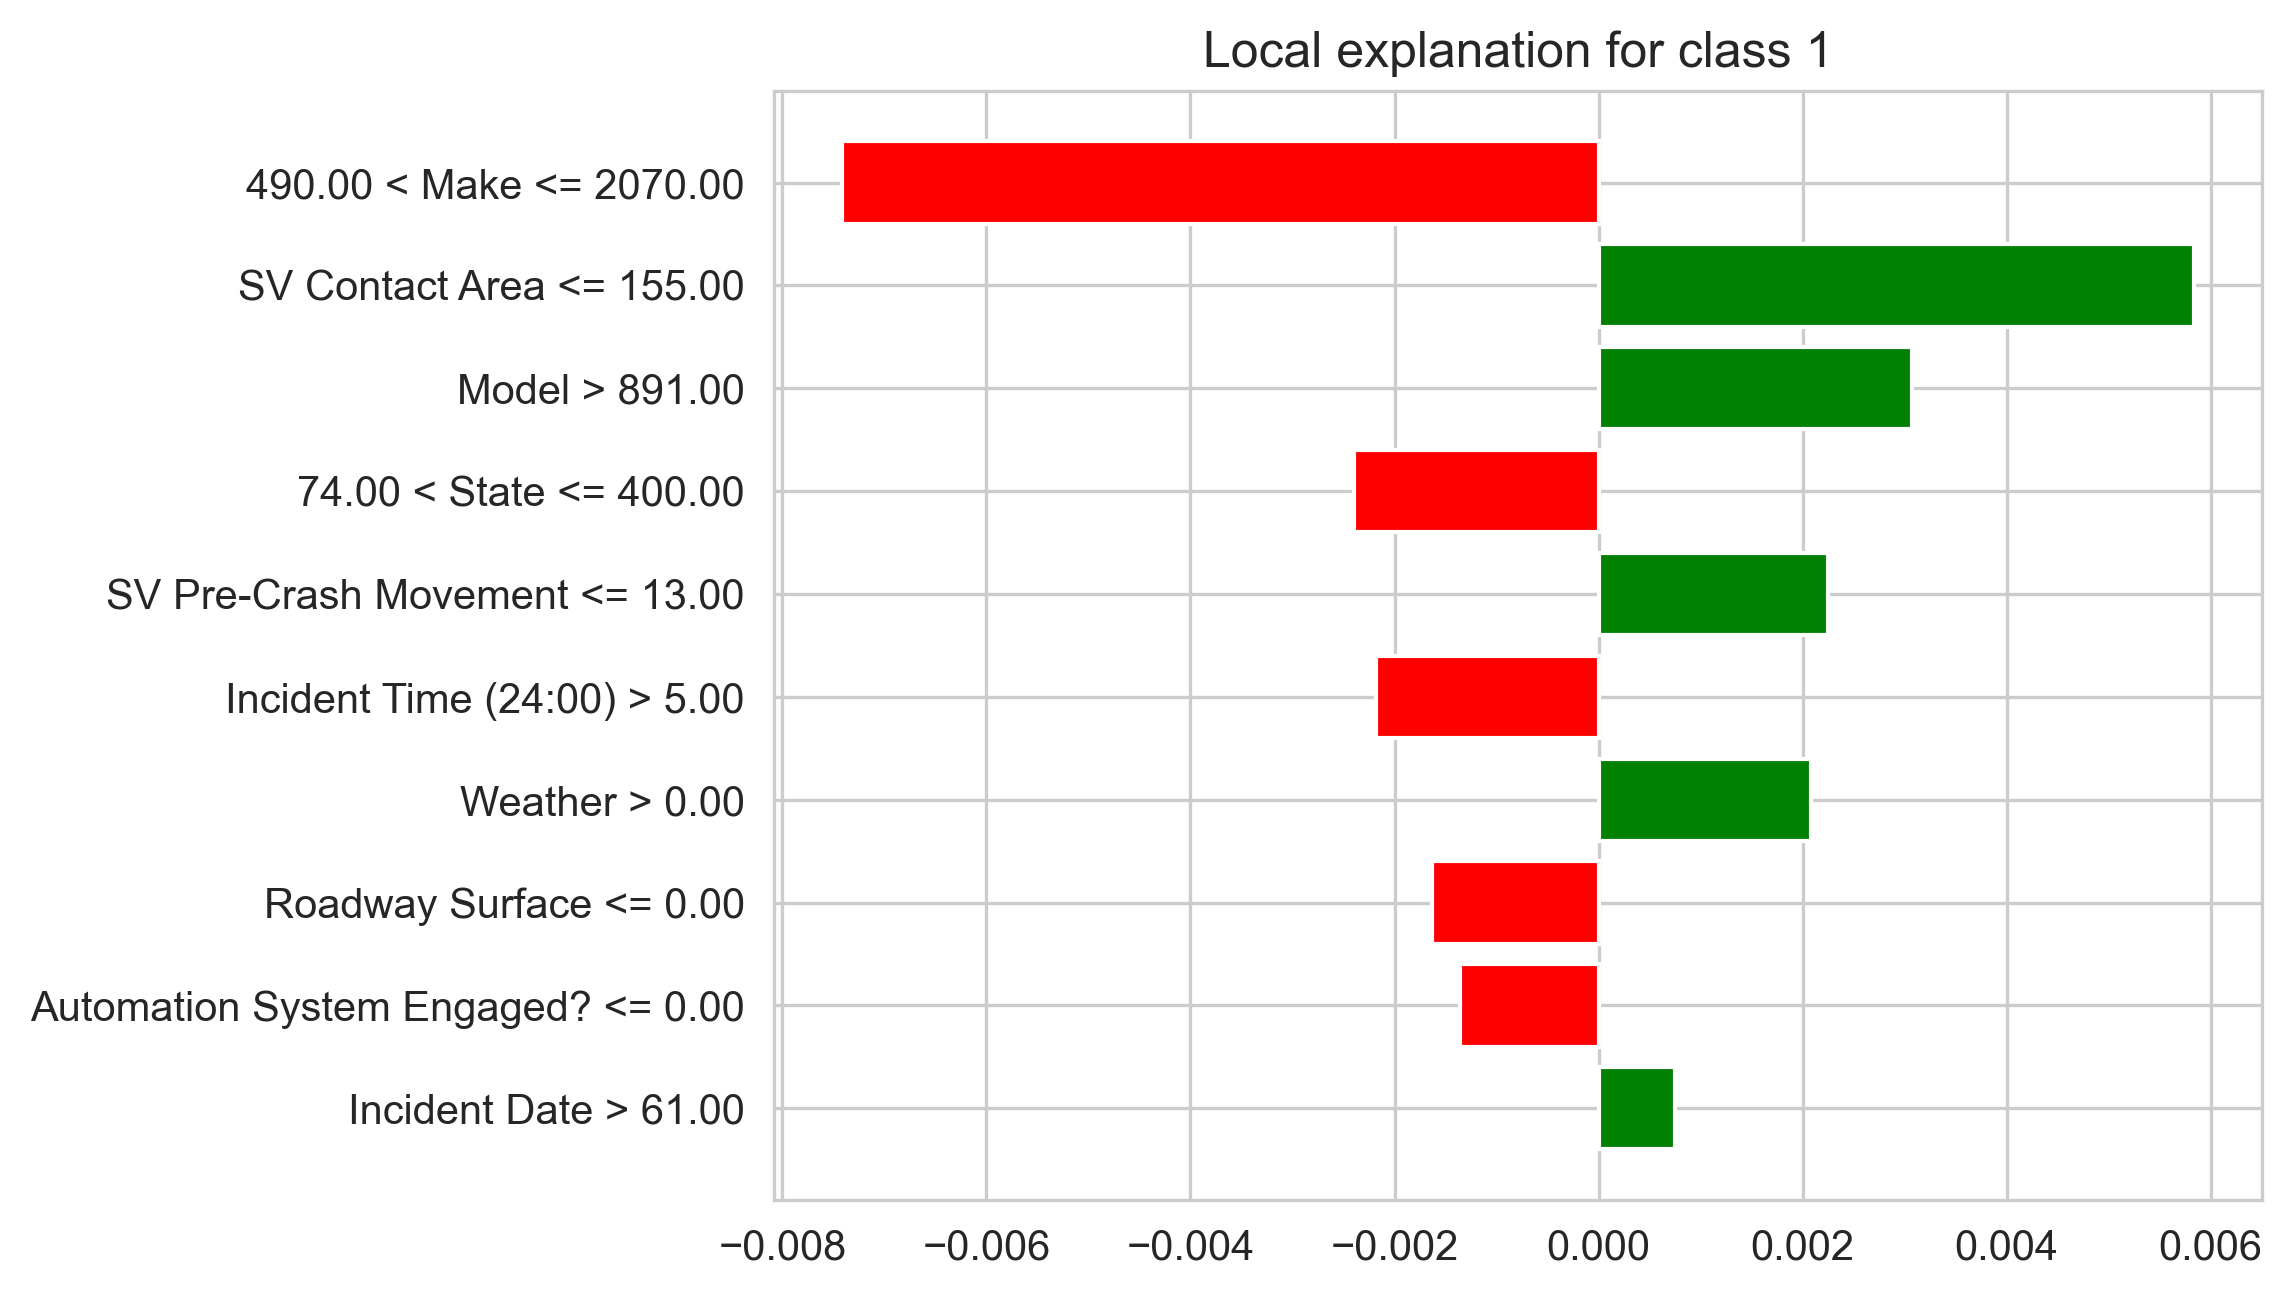 Local explanation for class 1
490.00 < Make <= 2070.00
SV Contact Area <= 155.00
Model > 891.00
74.00 < State <= 400.00
SV Pre-Crash Movement <= 13.00
Incident Time (24:00) > 5.00
Weather > 0.00
Roadway Surface <= 0.00
Automation System Engaged? <= 0.00
Incident Date > 61.00
−0.008 −0.006 −0.004 −0.002 0.000 0.002 0.004 0.006